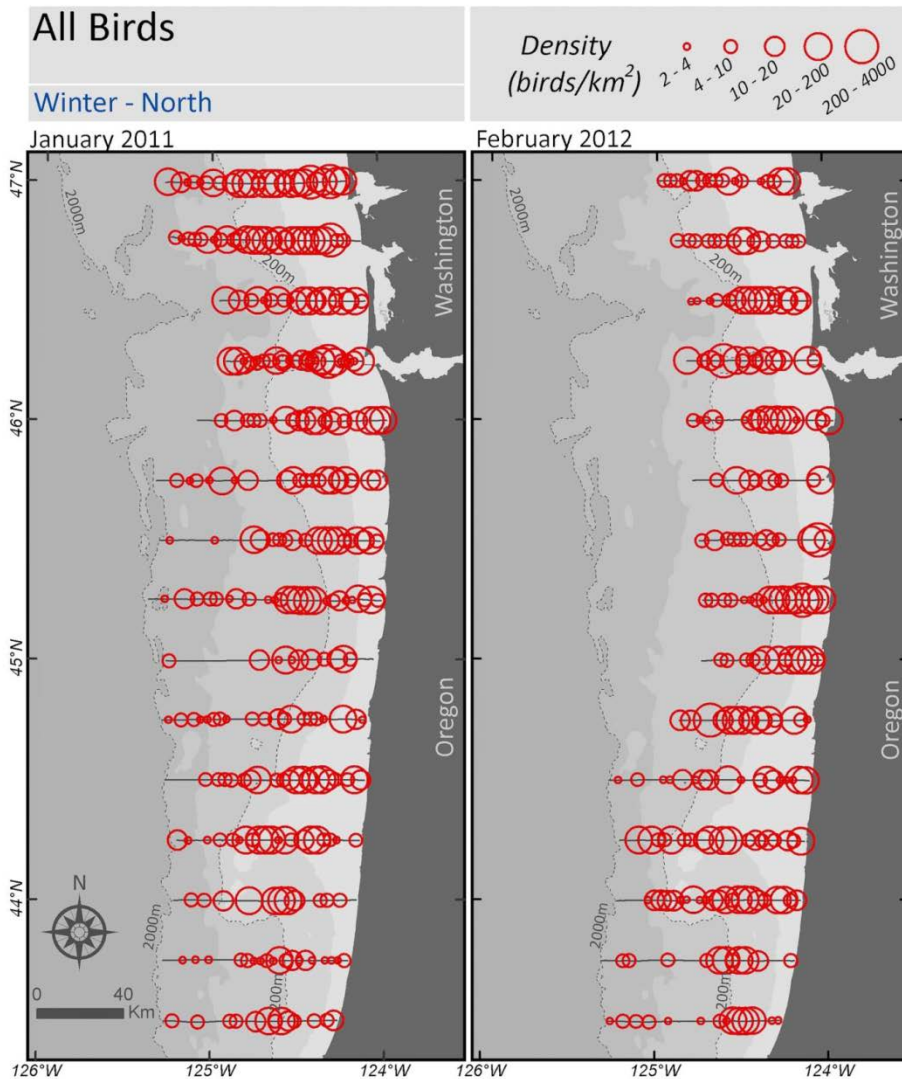 All Birds
Winter - North
Density
(birds/km²)
2 - 4
4 - 10
10 - 20
20 - 200
200 - 4000
January 2011
February 2012
47°N
46°N
45°N
44°N
2000m
200m
Washington
Oregon
N
0 40
Km
2000m
200m
126°W 125°W 124°W
2000m
200m
Washington
Oregon
2000m
200m
126°W 125°W 124°W